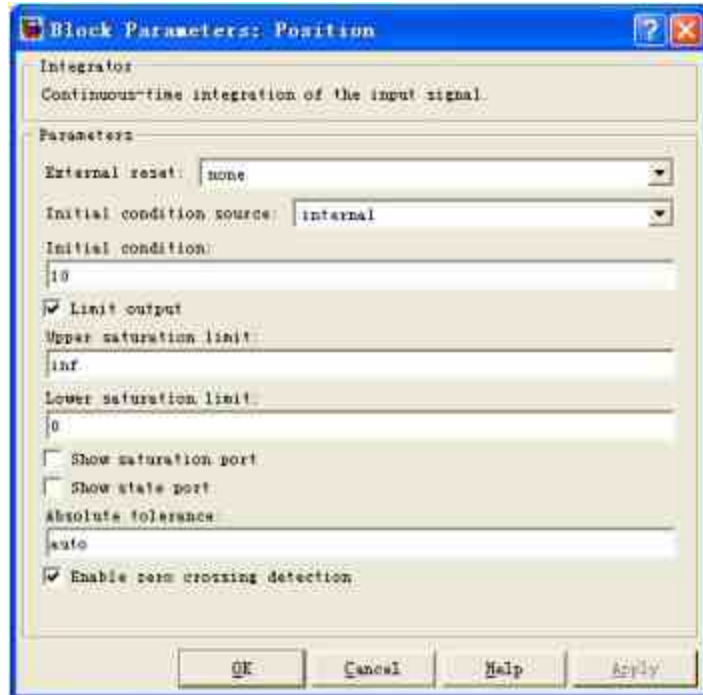 Block Parameters: Position
Integrator
Continuous-time integration of the input signal.
Parameters
External reset: none
Initial condition source: internal
Initial condition:
10
Limit output
Upper saturation limit:
inf
Lower saturation limit:
0
Show saturation port
Show state port
Absolute tolerance:
auto
Enable zero crossing detection
OK Cancel Help Apply